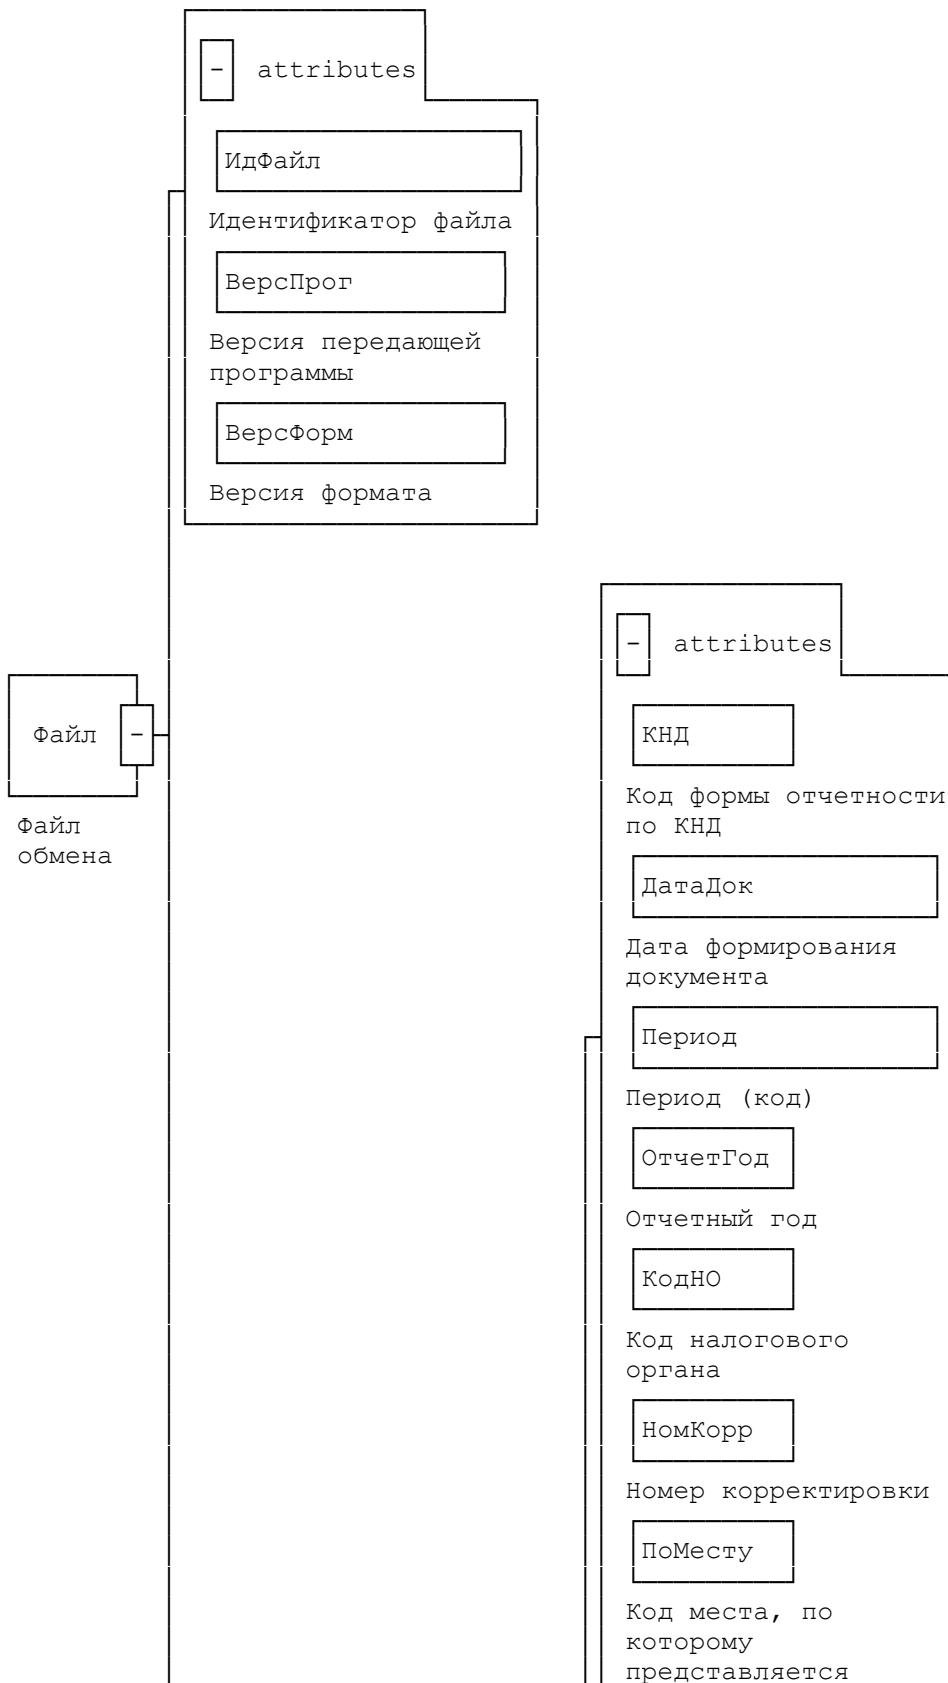 - attributes
ИдФайл
Идентификатор файла
ВерсПрог
Версия передающей
программы
ВерсФорм
Версия формата
- attributes
Файл -
Файл
обмена
КНД
Код формы отчетности
по КНД
ДатаДок
Дата формирования
документа
Период
Период (код)
ОтчетГод
Отчетный год
КодНО
Код налогового
органа
НомКорр
Номер корректировки
ПоМесту
Код места, по
которому
представляется